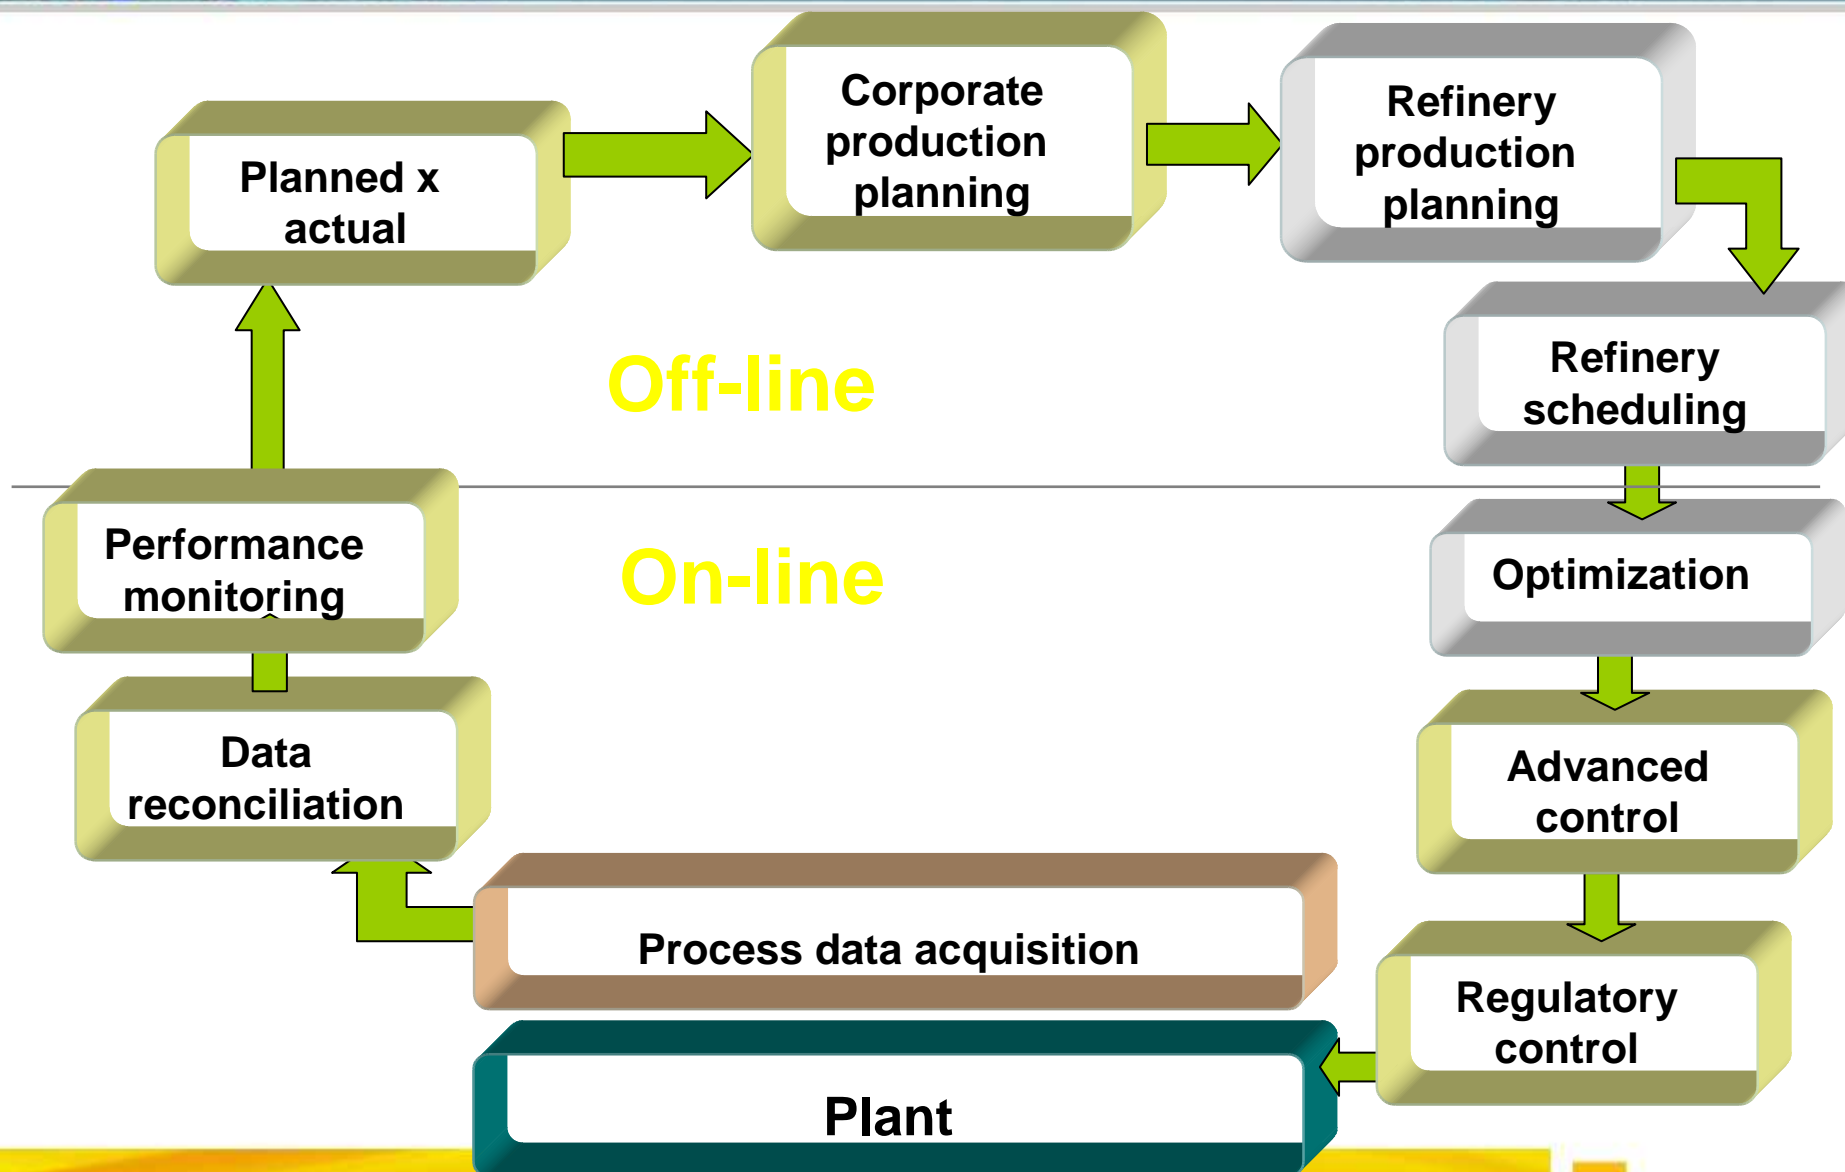 Planned x
actual
Corporate
production
planning
Refinery
production
planning
Refinery
scheduling
Off-line
On-line
Performance
monitoring
Optimization
Data
reconciliation
Advanced
control
Process data acquisition
Regulatory
control
Plant